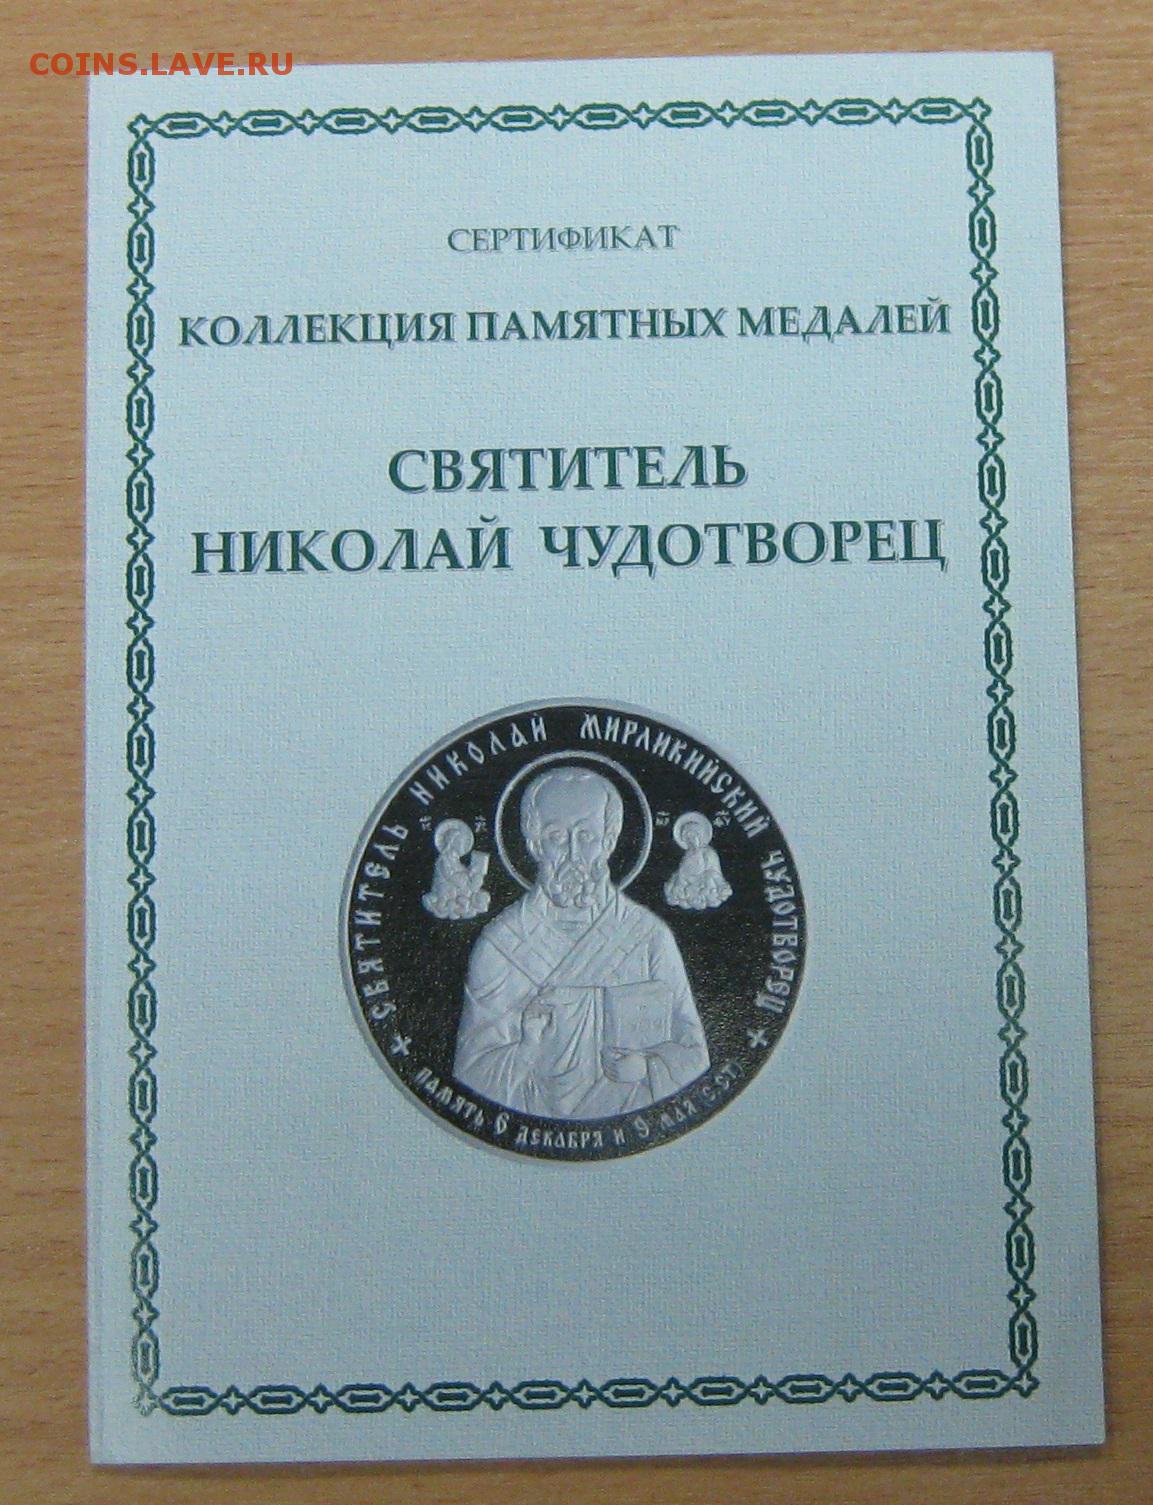 COINS.LAVE.RU
СЕРТИФИКАТ
КОЛЛЕКЦИЯ ПАМЯТНЫХ МЕДАЛЕЙ
СВЯТИТЕЛЬ
НИКОЛАЙ ЧУДОТВОРЕЦ
СВЯТИТЕЛЬ НИКОЛАЙ МИРЛИКИЙСКИЙ ЧУДОТВОРЕЦ
ПАМЯТЬ 6 ДЕКАБРЯ И 9 МАЯ (С.СТ.)